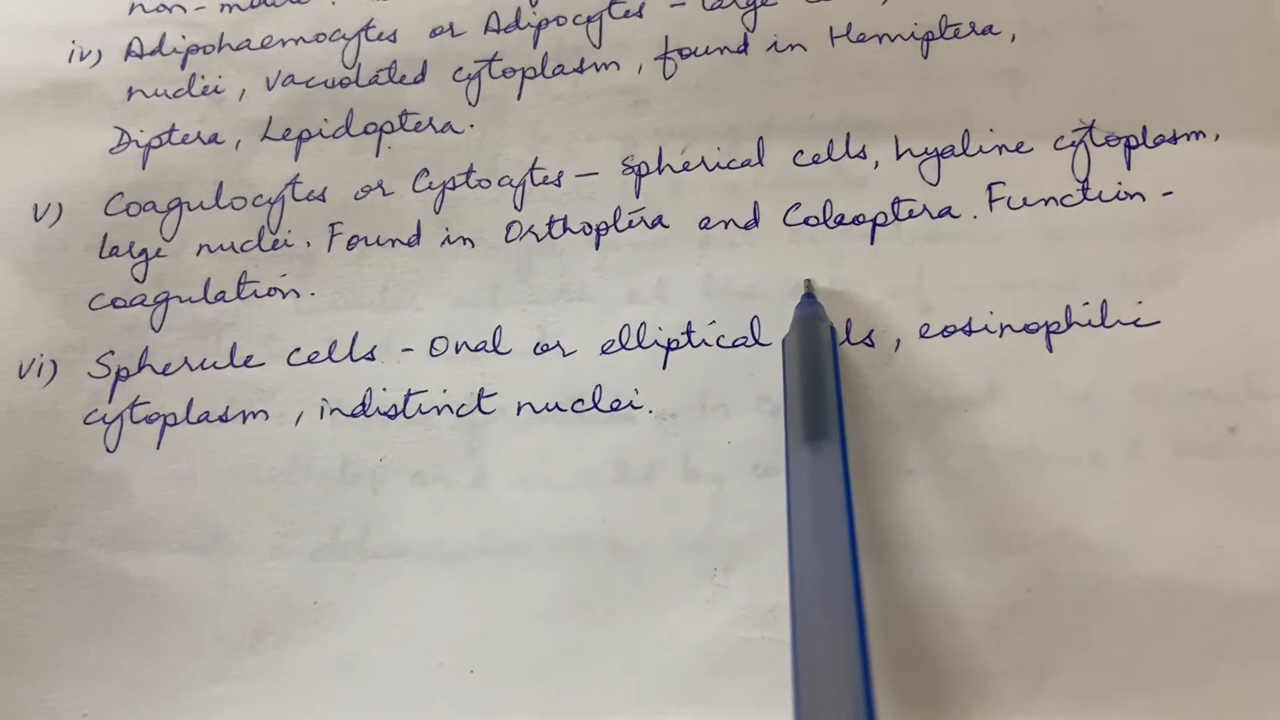 non-
iv) Adipohaemocytes or Adipocytes - large
nuclei, vacuolated cytoplasm, found in Hemiptera,
Diptera, Lepidoptera.
v) Coagulocytes or Cystocytes - Spherical cells, hyaline cytoplasm,
large nuclei. Found in Orthoptera and Coleoptera. Function -
coagulation.
vi) Spherule cells - Oval or elliptical , eosinophilic
cytoplasm, indistinct nuclei.